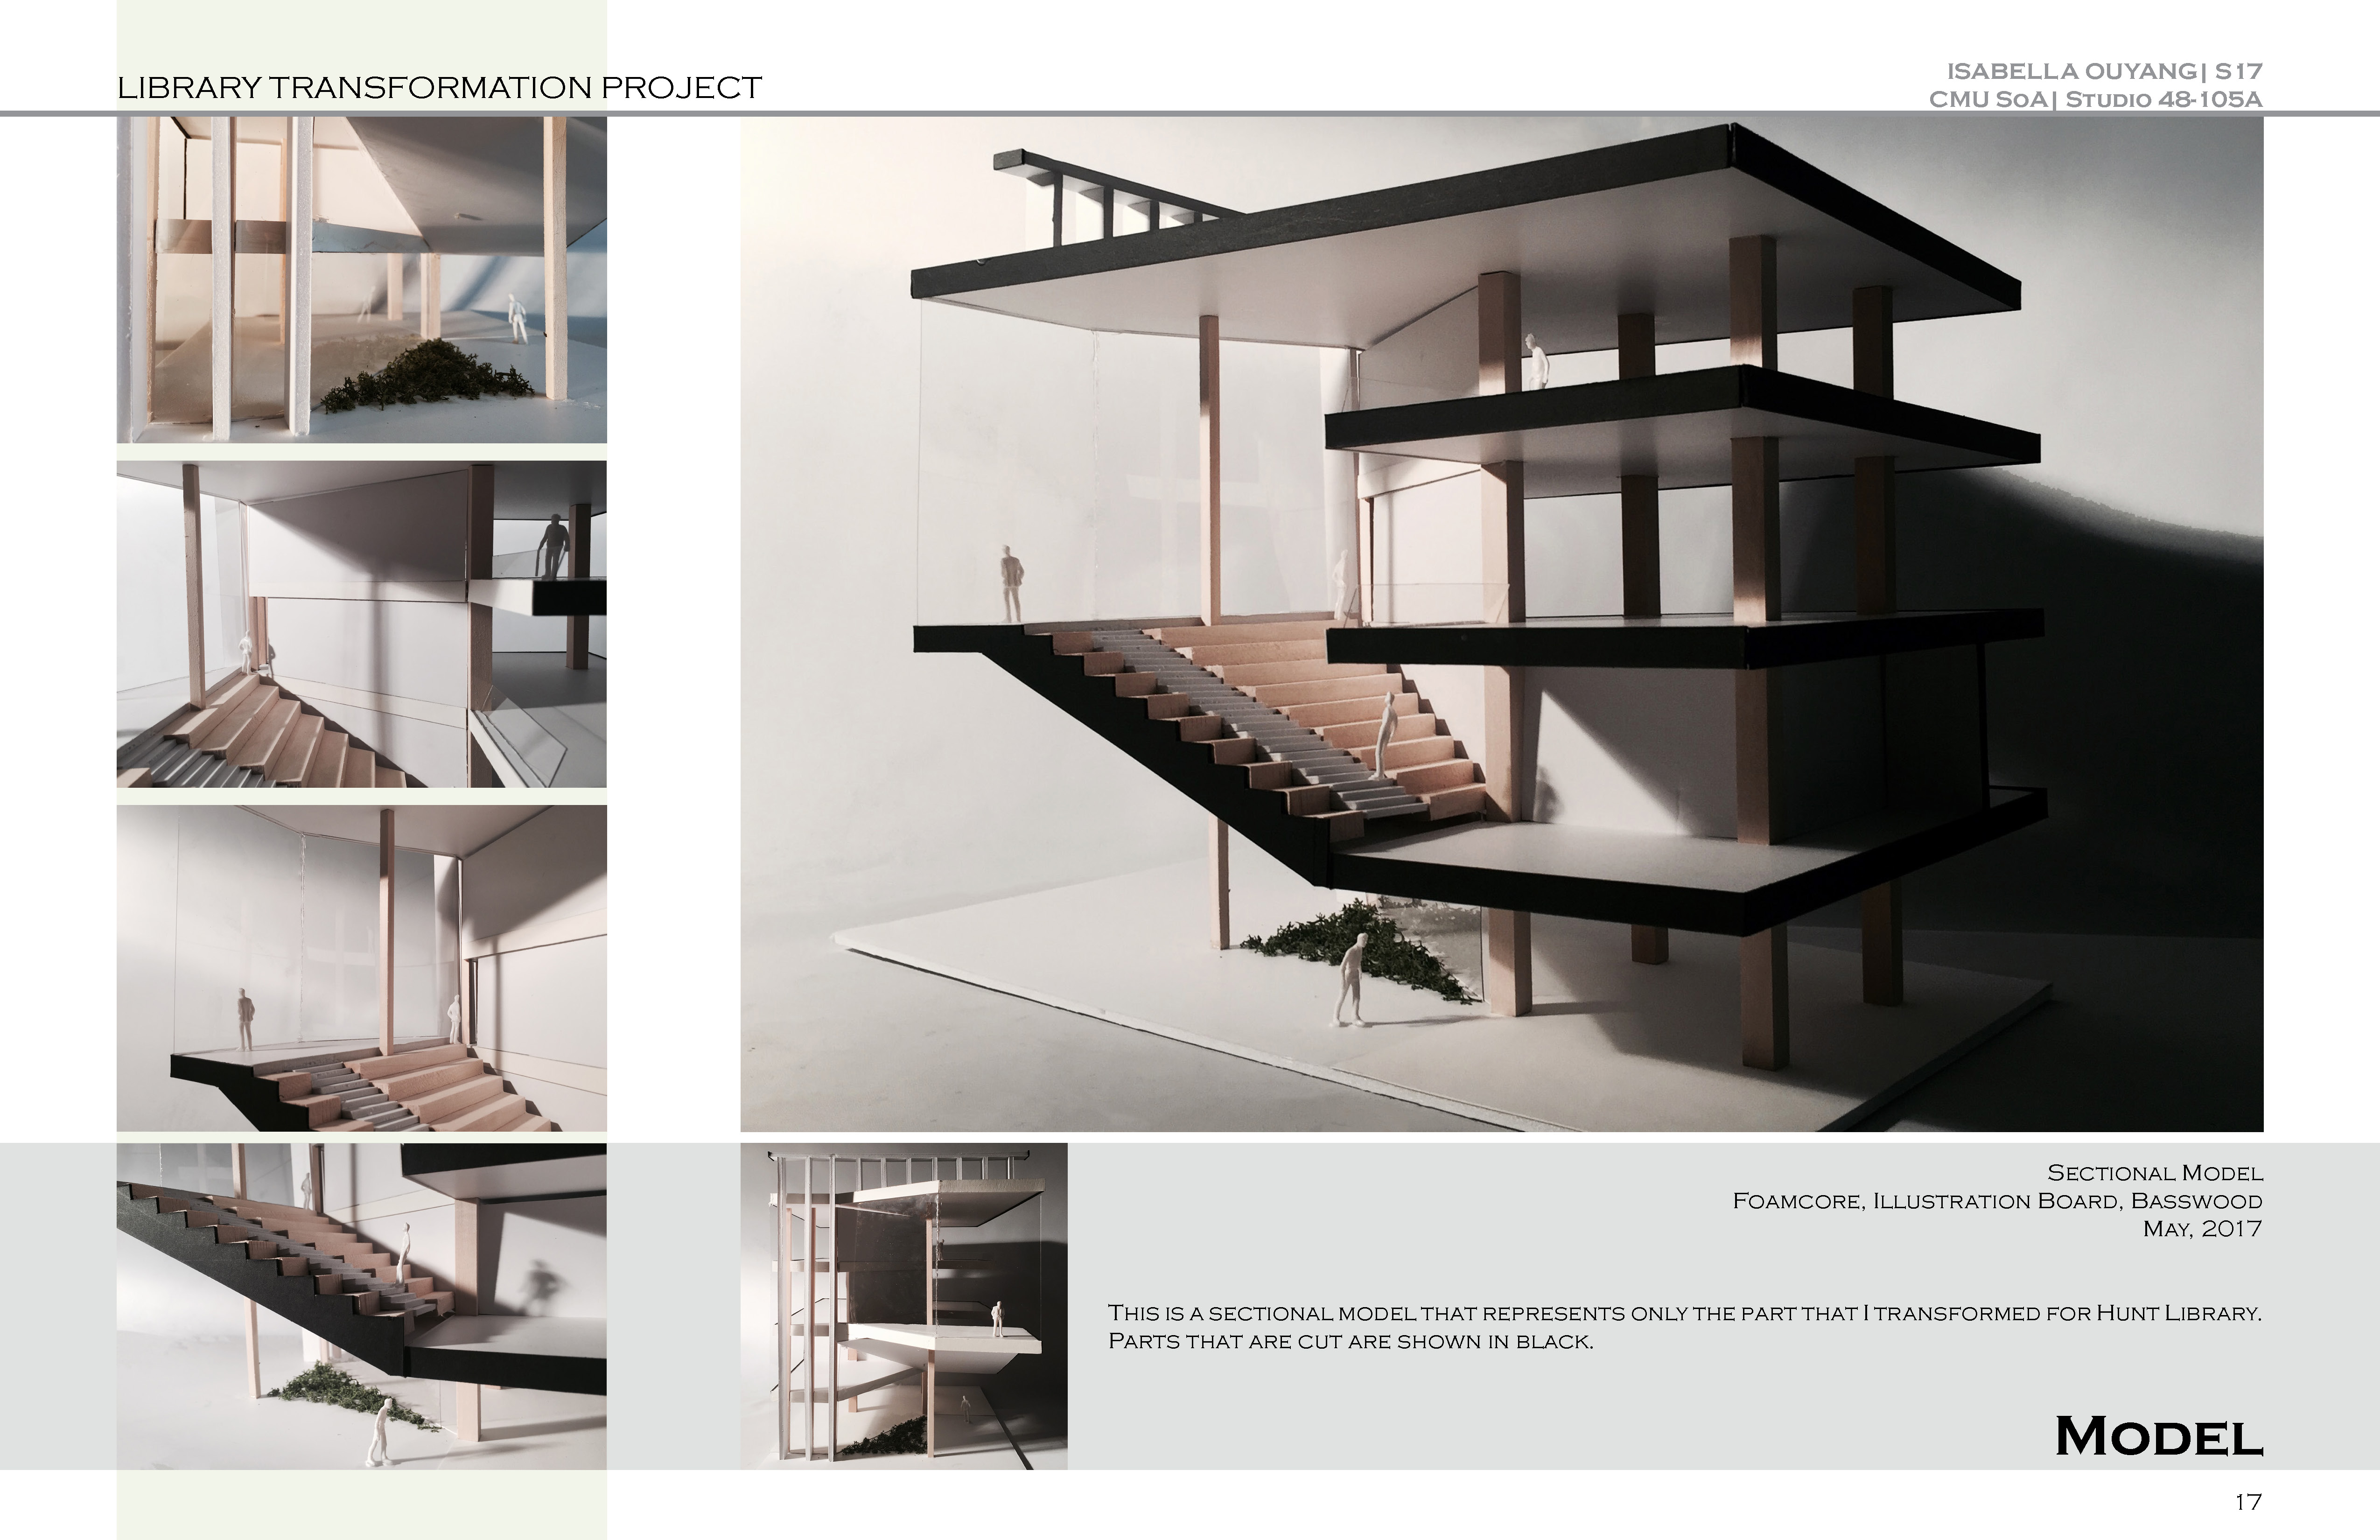 LIBRARY TRANSFORMATION PROJECT
ISABELLA OUYANG| S17
CMU SoA| Studio 48-105A
Sectional Model
Foamcore, Illustration Board, Basswood
May, 2017
This is a sectional model that represents only the part that I transformed for Hunt Library.
Parts that are cut are shown in black.
Model
17